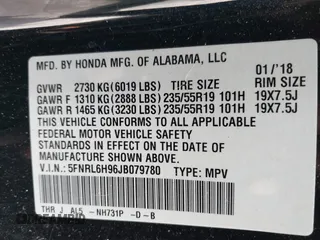 MFD. BY HONDA MFG. OF ALABAMA, LLC
01/'18
GVWR 2730 KG(6019 LBS) TIRE SIZE RIM SIZE
GAWR F 1310 KG(2888 LBS) 235/55R19 101H 19X7.5J
GAWR R 1465 KG(3230 LBS) 235/55R19 101H 19X7.5J
THIS VEHICLE CONFORMS TO ALL APPLICABLE
FEDERAL MOTOR VEHICLE SAFETY
STANDARDS IN EFFECT ON THE DATE OF
MANUFACTURE SHOWN ABOVE.
V.I.N.: 5FNRL6H96JB079780 TYPE: MPV
THR J AL5 -NH731P -D-B